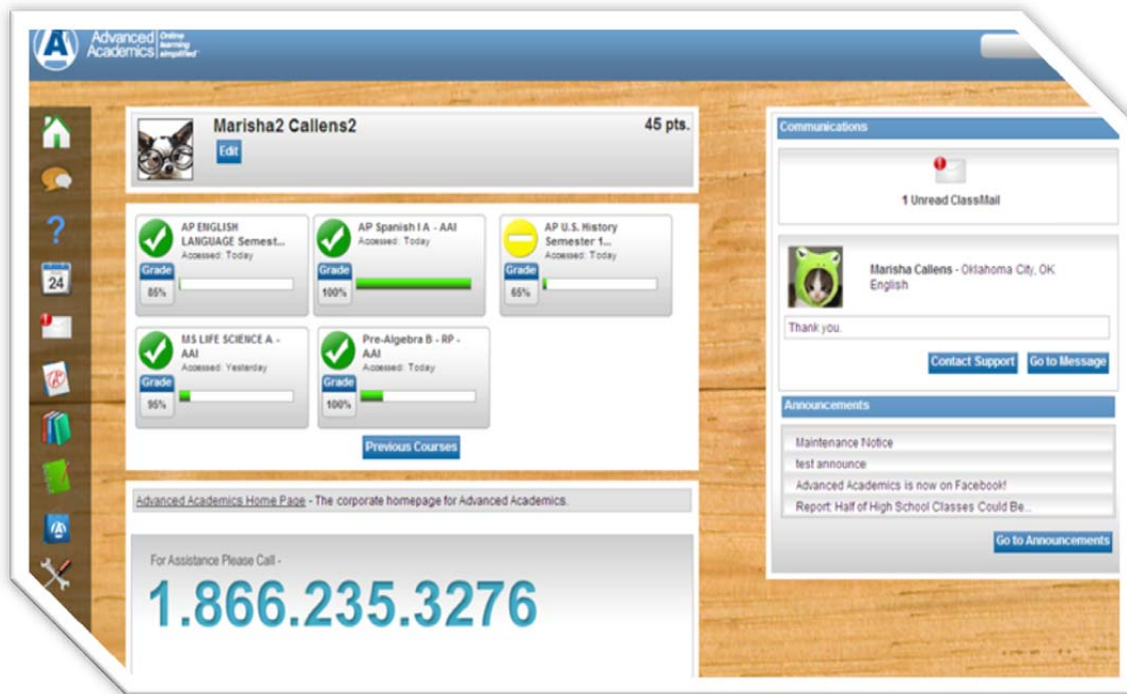 Advanced
Academics
Online
learning
simplified
Marisha2 Callens2
45 pts.
Edit
AP ENGLISH
LANGUAGE Semest...
Accessed: Today
Grade
85%
AP Spanish I A - AAI
Accessed: Today
Grade
100%
AP U.S. History
Semester 1...
Accessed: Today
Grade
65%
MS LIFE SCIENCE A -
AAI
Accessed: Yesterday
Grade
95%
Pre-Algebra B - RP -
AAI
Accessed: Today
Grade
100%
Previous Courses
Advanced Academics Home Page - The corporate homepage for Advanced Academics.
For Assistance Please Call -
1.866.235.3276
24
Communications
1 Unread ClassMail
Marisha Callens - Oklahoma City, OK
English
Thank you.
Contact Support
Go to Message
Announcements
Maintenance Notice
test announce
Advanced Academics is now on Facebook!
Report: Half of High School Classes Could Be...
Go to Announcements